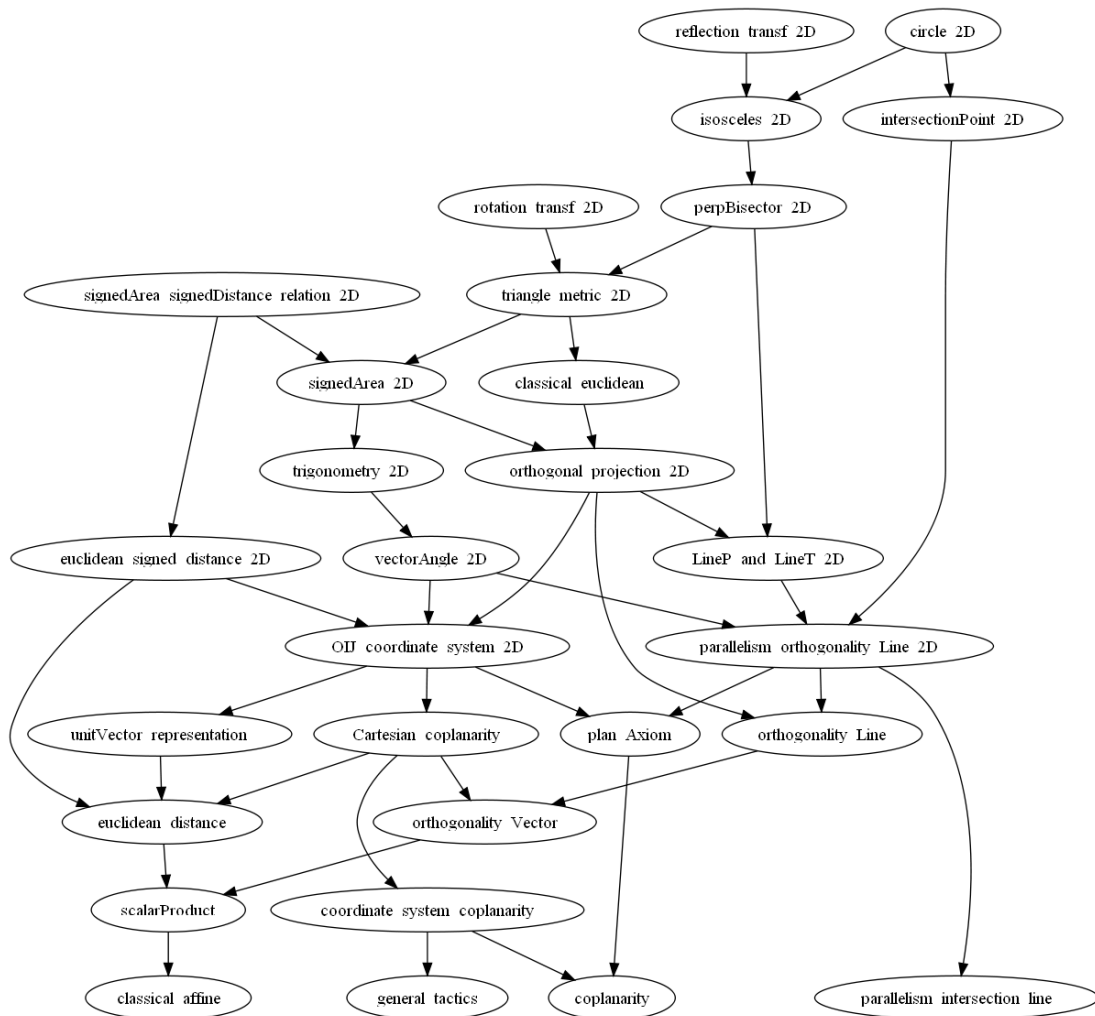 reflection transf 2D
circle 2D
isosceles 2D
intersectionPoint 2D
rotation transf 2D
perpBisector 2D
signedArea signedDistance relation 2D
triangle metric 2D
signedArea 2D
classical euclidean
trigonometry 2D
orthogonal projection 2D
euclidean signed distance 2D
vectorAngle 2D
LineP and LineT 2D
OIJ coordinate system 2D
parallelism orthogonality Line 2D
unitVector representation
Cartesian coplanarity
plan Axiom
orthogonality Line
euclidean distance
orthogonality Vector
scalarProduct
coordinate system coplanarity
classical affine
general tactics
coplanarity
parallelism intersection line